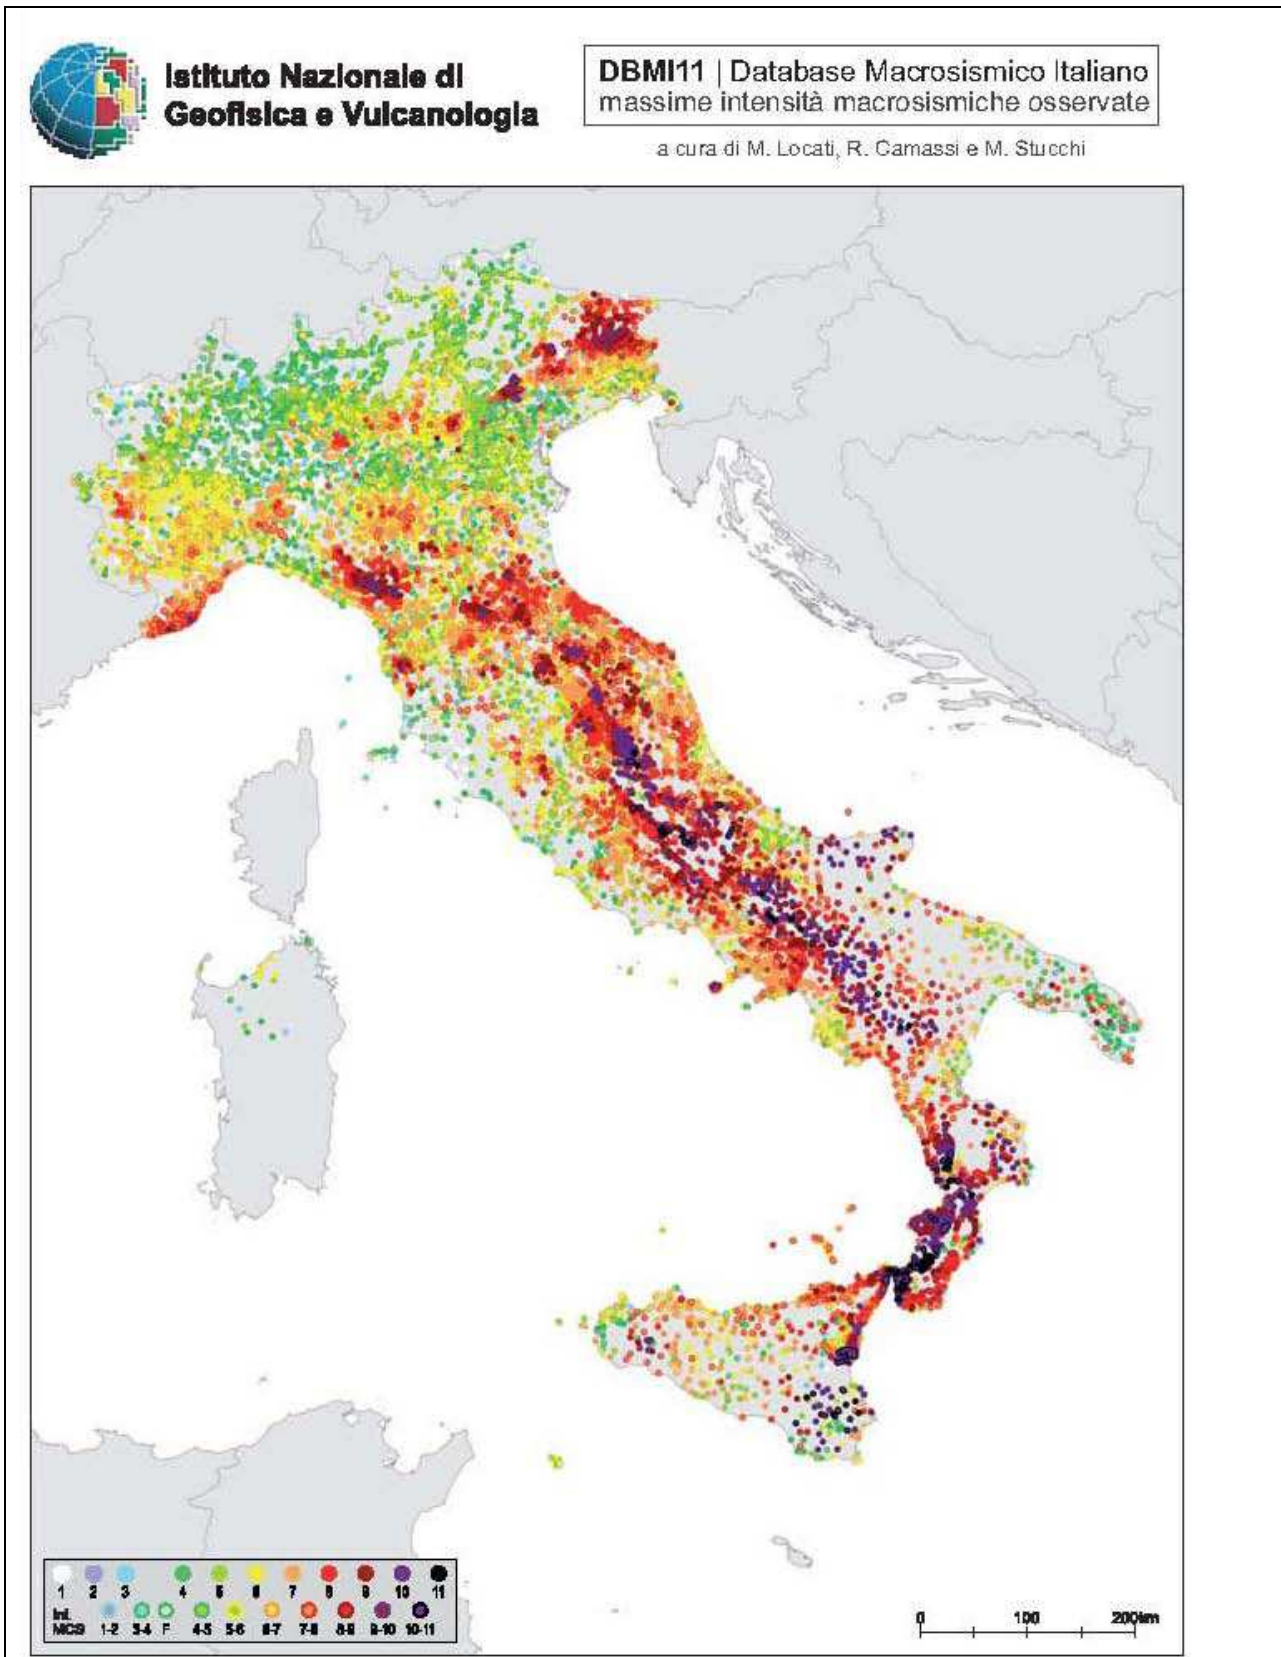 Istituto Nazionale di
Geofisica e Vulcanologia
DBMI11 | Database Macrosismico Italiano
massime intensità macrosismiche osservate
a cura di M. Locati, R. Camassi e M. Stucchi
1 2 3 4 5 6 7 8 9 10 11
Int.
MCS 1-2 3-4 F 4-5 5-6 6-7 7-8 8-9 9-10 10-11
0 100 200km